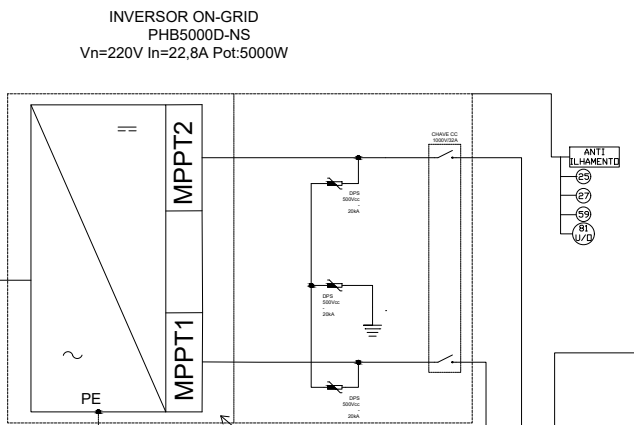 INVERSOR ON-GRID
PHB5000D-NS
Vn=220V In=22,8A Pot:5000W
CHAVE CC
1000V/32A
ANTI
ILHAMENTO
25
27
59
81
U/O
MPPT2
DPS
500Vcc
-
20kA
DPS
500Vcc
-
20kA
MPPT1
PE
DPS
500Vcc
-
20kA